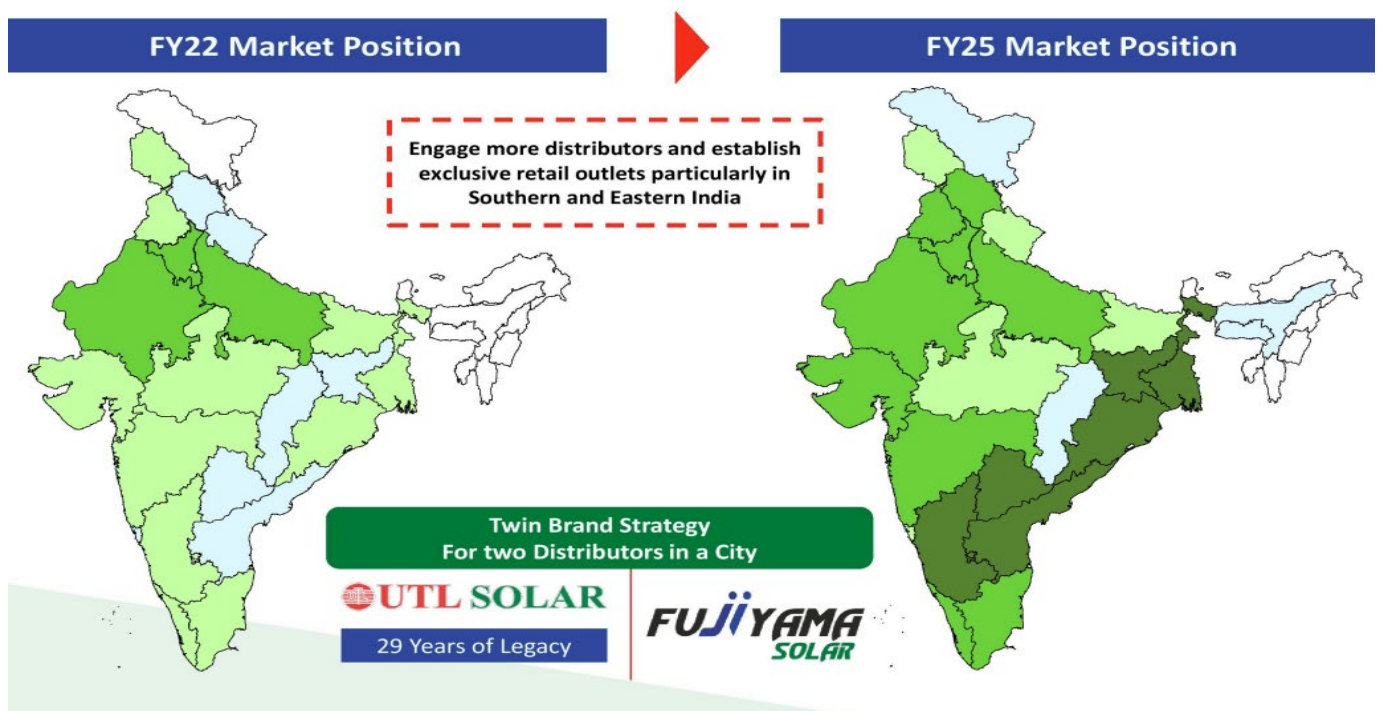 FY22 Market Position
FY25 Market Position
Engage more distributors and establish
exclusive retail outlets particularly in
Southern and Eastern India
Twin Brand Strategy
For two Distributors in a City
UTL SOLAR
29 Years of Legacy
FUJIYAMA
SOLAR